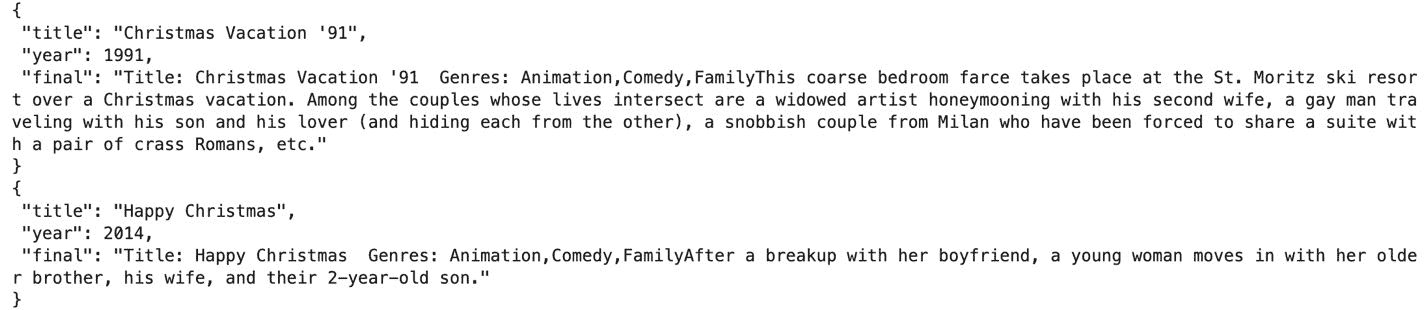 {
 "title": "Christmas Vacation '91",
 "year": 1991,
 "final": "Title: Christmas Vacation '91  Genres: Animation,Comedy,FamilyThis coarse bedroom farce takes place at the St. Moritz ski resor
t over a Christmas vacation. Among the couples whose lives intersect are a widowed artist honeymooning with his second wife, a gay man tra
veling with his son and his lover (and hiding each from the other), a snobbish couple from Milan who have been forced to share a suite wit
h a pair of crass Romans, etc."
}
{
 "title": "Happy Christmas",
 "year": 2014,
 "final": "Title: Happy Christmas  Genres: Animation,Comedy,FamilyAfter a breakup with her boyfriend, a young woman moves in with her olde
r brother, his wife, and their 2-year-old son."
}